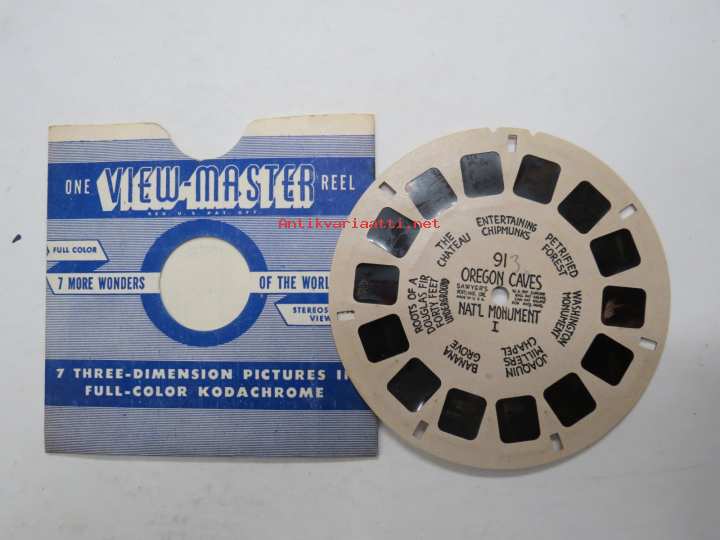 ONE VIEW-MASTER REEL
REG. U.S. PAT. OFF.
FULL COLOR
7 MORE WONDERS OF THE WORLD
STEREOS
VIEW
7 THREE-DIMENSION PICTURES IN
FULL-COLOR KODACHROME
Antikvariaatti.net
913
OREGON CAVES
SAWYER'S
NAT'L MONUMENT
I
THE
CHATEAU
ENTERTAINING
CHIPMUNKS
PETRIFIED
FOREST
WASHINGTON
MONUMENT
JOAQUIN
MILLERS
CHAPEL
BANANA
GROVE
ROOTS OF A
DOUGLAS FIR
FORTY FEET
UNDERGROUND